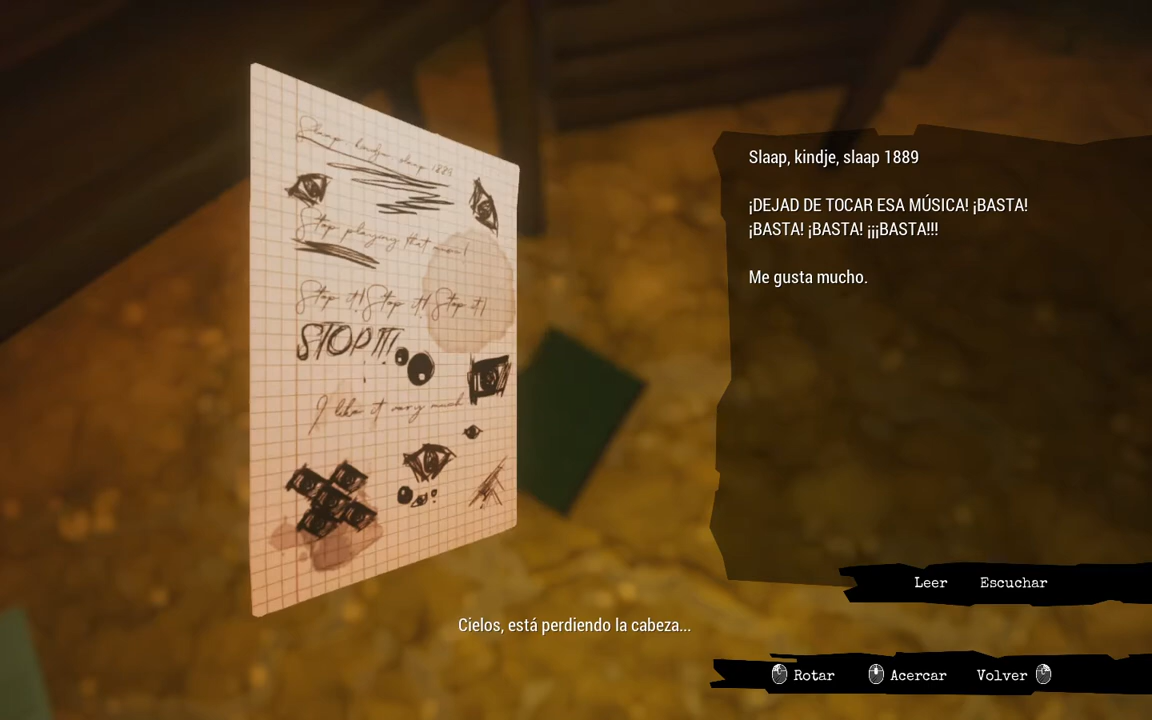 Slaap, kindje, slaap 1889
Stop playing that now!
Stop it! Stop it! Stop it!
STOP!!!
I like it very much
Slaap, kindje, slaap 1889
¡DEJAD DE TOCAR ESA MÚSICA! ¡BASTA!
¡BASTA! ¡BASTA! ¡¡¡BASTA!!!
Me gusta mucho.
Leer Escuchar
Cielos, está perdiendo la cabeza...
Rotar Acercar Volver